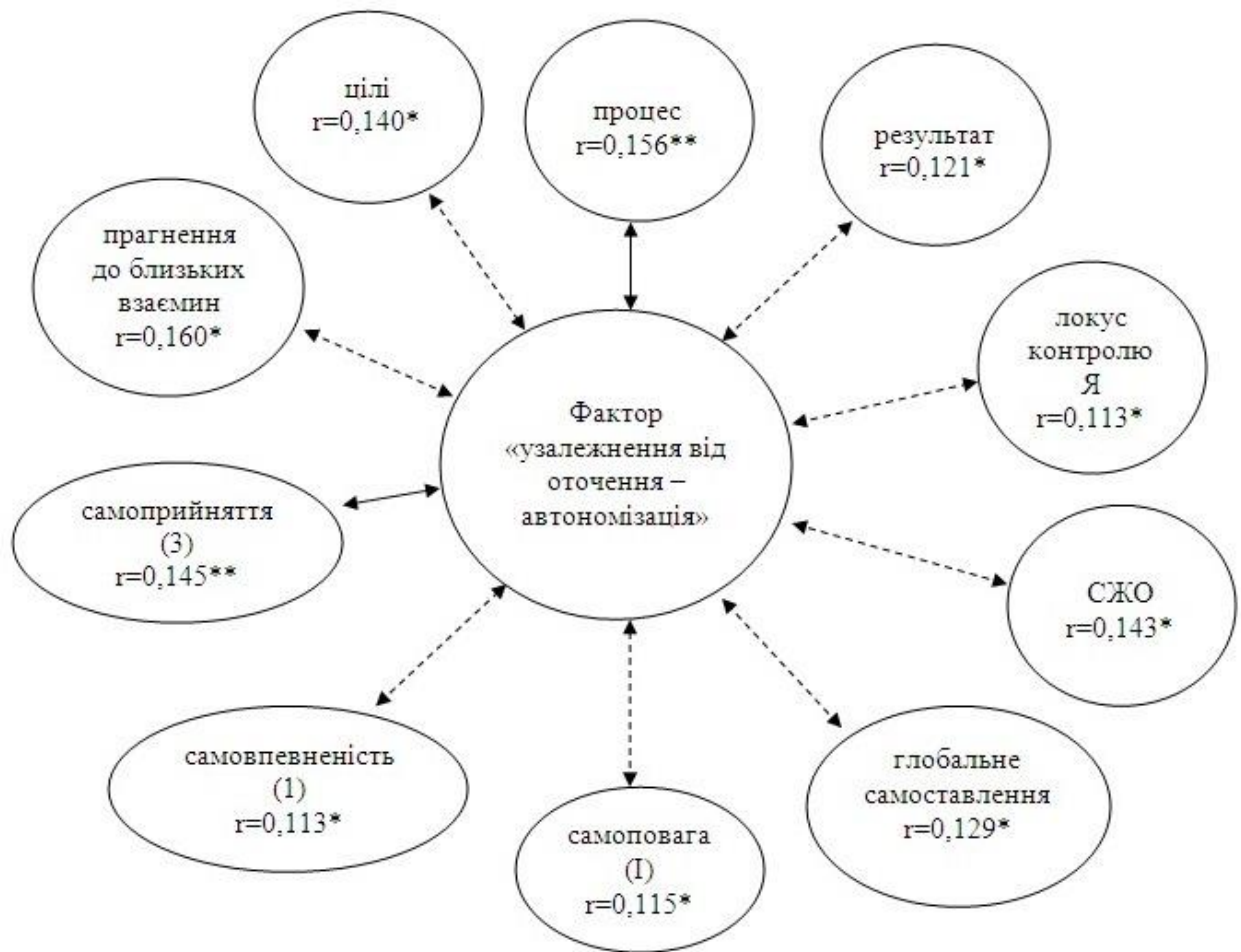 цілі
r=0,140*
процес
r=0,156**
результат
r=0,121*
прагнення
до близьких
взаємин
r=0,160*
локус
контролю
Я
r=0,113*
Фактор
«узалежнення від
оточення –
автономізація»
самоприйняття
(3)
r=0,145**
СЖО
r=0,143*
самовпевненість
(1)
r=0,113*
глобальне
самоставлення
r=0,129*
самоповага
(І)
r=0,115*